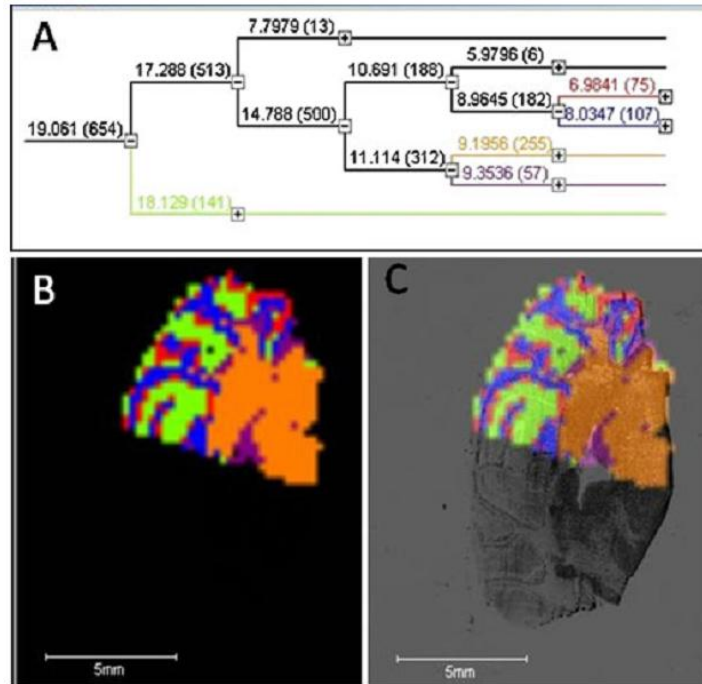 A
7.7979 (13)
17.288 (513)
5.9796 (6)
10.691 (188)
6.9841 (75)
8.9645 (182)
14.788 (500)
8.0347 (107)
19.061 (654)
9.1956 (255)
11.114 (312)
9.3536 (57)
18.129 (141)
B
C
5mm
5mm